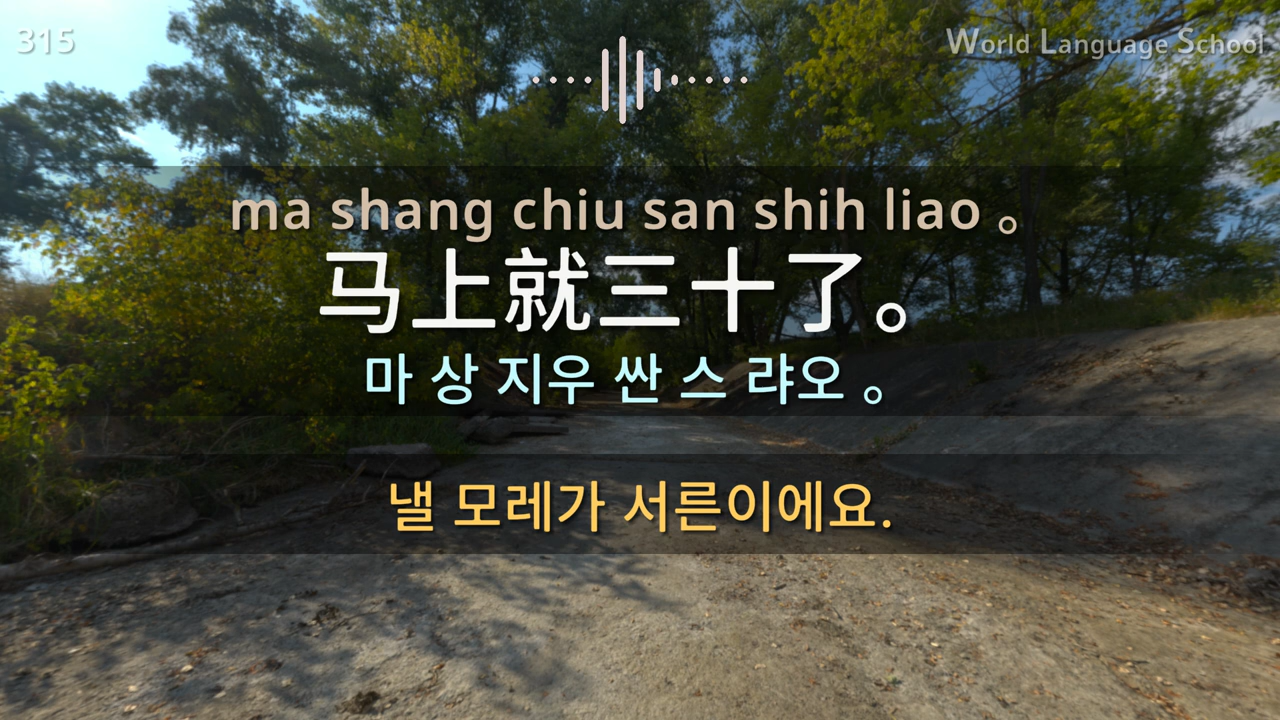 315
World Language School
ma shang chiu san shih liao 。
马上就三十了。
마 상 지우 싼 스 랴오 。
낼 모레가 서른이에요.